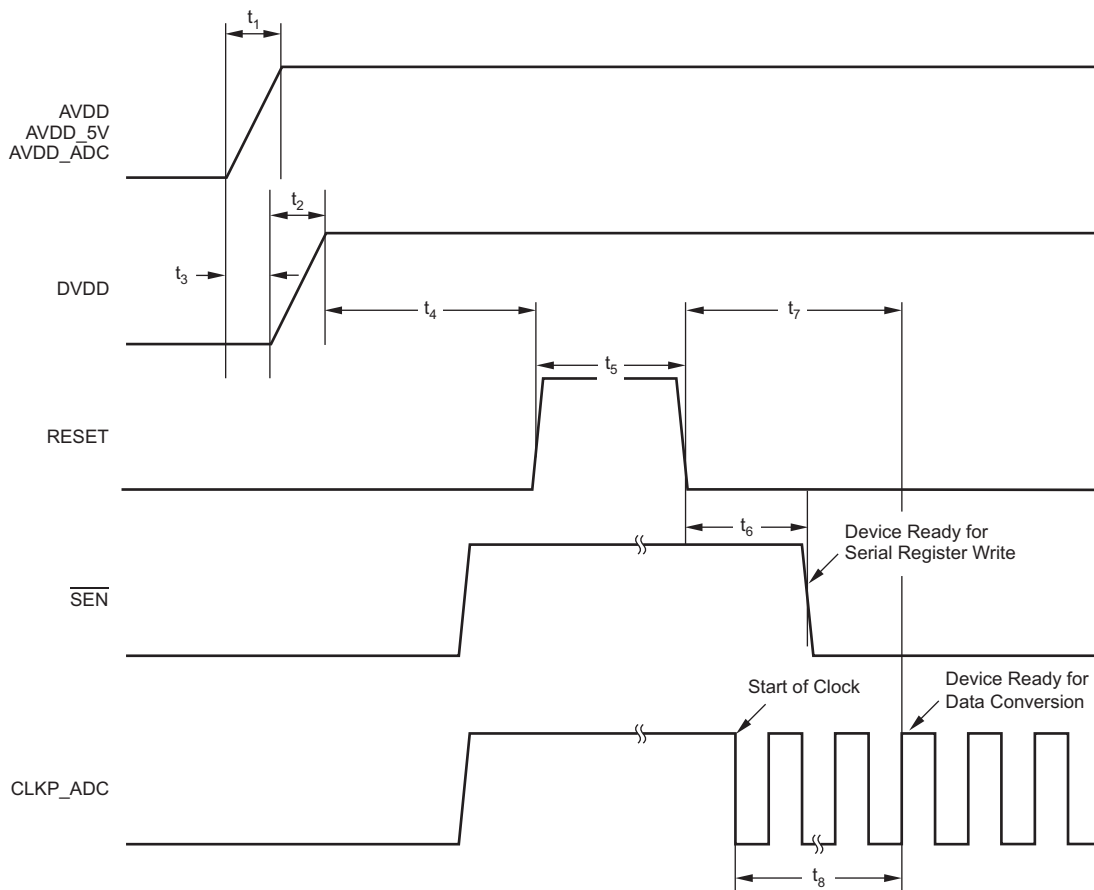 t1
AVDD
AVDD_5V
AVDD_ADC
t2
t3
DVDD
t4
t7
t5
RESET
t6
Device Ready for
Serial Register Write
SEN
Start of Clock
Device Ready for
Data Conversion
CLKP_ADC
t8